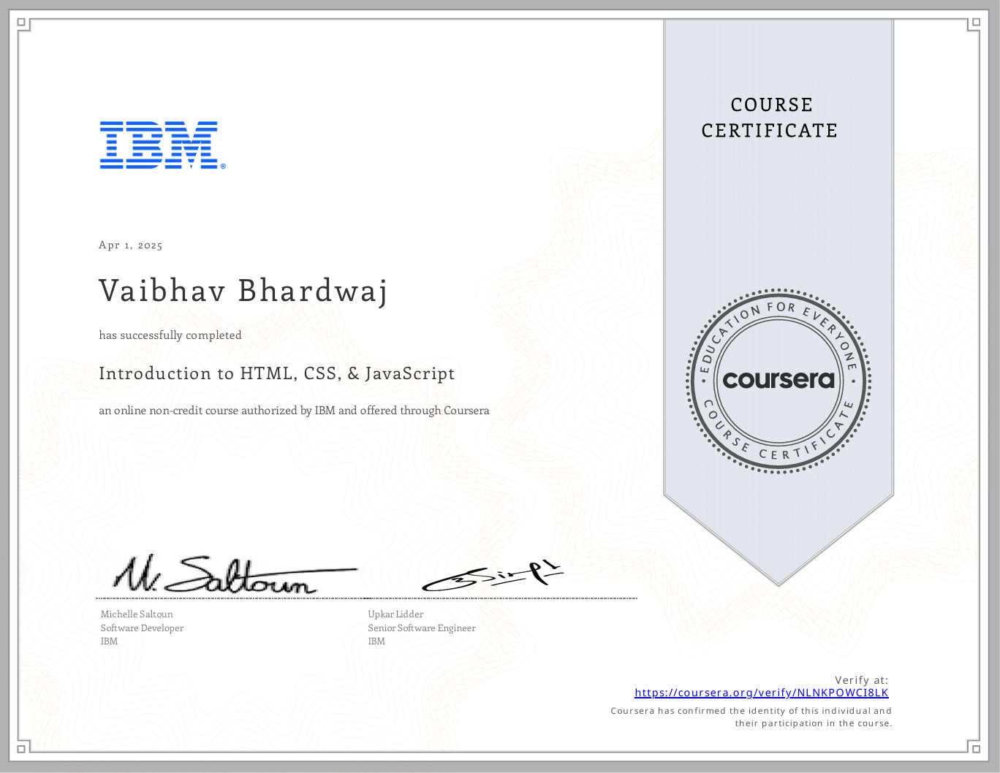 IBM®
COURSE
CERTIFICATE
Apr 1, 2025
Vaibhav Bhardwaj
has successfully completed
Introduction to HTML, CSS, & JavaScript
an online non-credit course authorized by IBM and offered through Coursera
EDUCATION FOR EVERYONE
coursera
COURSE CERTIFICATE
M. Saltoun
Michelle Saltoun
Software Developer
IBM
Upkar Lidder
Senior Software Engineer
IBM
Verify at:
https://coursera.org/verify/NLNKPOWCI8LK
Coursera has confirmed the identity of this individual and
their participation in the course.